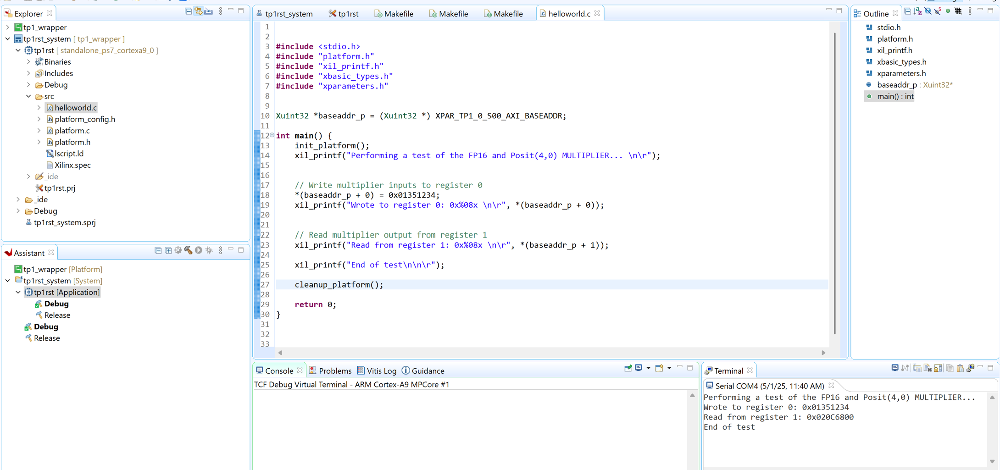 Explorer
tp1_wrapper
tp1rst_system [ tp1_wrapper ]
tp1rst [ standalone_ps7_cortexa9_0 ]
Binaries
Includes
Debug
src
helloworld.c
platform_config.h
platform.c
platform.h
lscript.ld
Xilinx.spec
_ide
tp1rst.prj
_ide
Debug
tp1rst_system.sprj
Assistant
tp1_wrapper [Platform]
tp1rst_system [System]
tp1rst [Application]
Debug
Release
Debug
Release
tp1rst_system tp1rst Makefile Makefile Makefile helloworld.c
1
2
3 #include <stdio.h>
4 #include "platform.h"
5 #include "xil_printf.h"
6 #include "xbasic_types.h"
7 #include "xparameters.h"
8
9
10 Xuint32 *baseaddr_p = (Xuint32 *) XPAR_TP1_0_S00_AXI_BASEADDR;
11
12 int main() {
13     init_platform();
14     xil_printf("Performing a test of the FP16 and Posit(4,0) MULTIPLIER... \n\r");
15
16
17     // Write multiplier inputs to register 0
18     *(baseaddr_p + 0) = 0x01351234;
19     xil_printf("Wrote to register 0: 0x%08x \n\r", *(baseaddr_p + 0));
20
21
22     // Read multiplier output from register 1
23     xil_printf("Read from register 1: 0x%08x \n\r", *(baseaddr_p + 1));
24
25     xil_printf("End of test\n\n\r");
26
27     cleanup_platform();
28
29     return 0;
30 }
31
32
33
Outline
stdio.h
platform.h
xil_printf.h
xbasic_types.h
xparameters.h
baseaddr_p : Xuint32*
main() : int
Console Problems Vitis Log Guidance
TCF Debug Virtual Terminal - ARM Cortex-A9 MPCore #1
Terminal
Serial COM4 (5/1/25, 11:40 AM)
Performing a test of the FP16 and Posit(4,0) MULTIPLIER...
Wrote to register 0: 0x01351234
Read from register 1: 0x020C6800
End of test